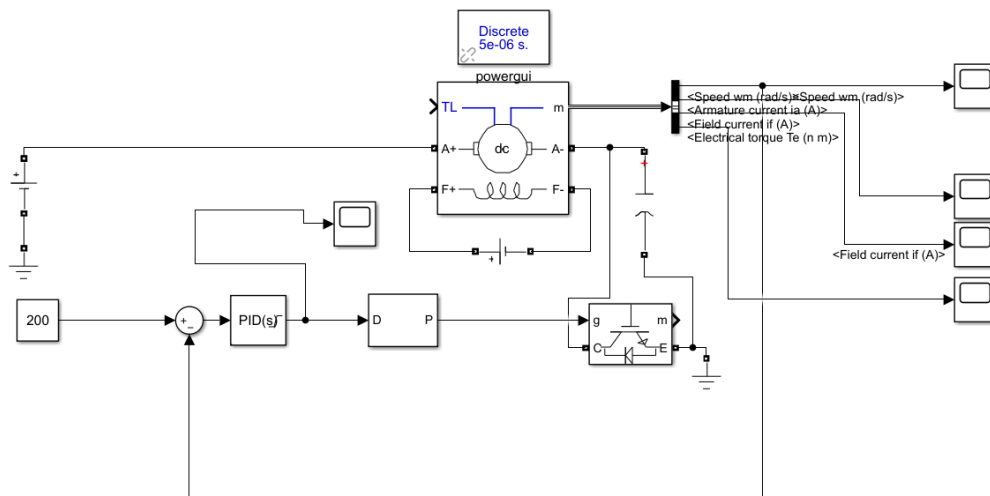 Discrete
5e-06 s.
powergui
TL
m
A+
dc
A-
F+
F-
<Speed wm (rad/s)>
<Speed wm (rad/s)>
<Armature current ia (A)>
<Field current if (A)>
<Electrical torque Te (n m)>
<Field current if (A)>
+
+
+
200
+
-
PID(s)
D
P
g
m
C
E